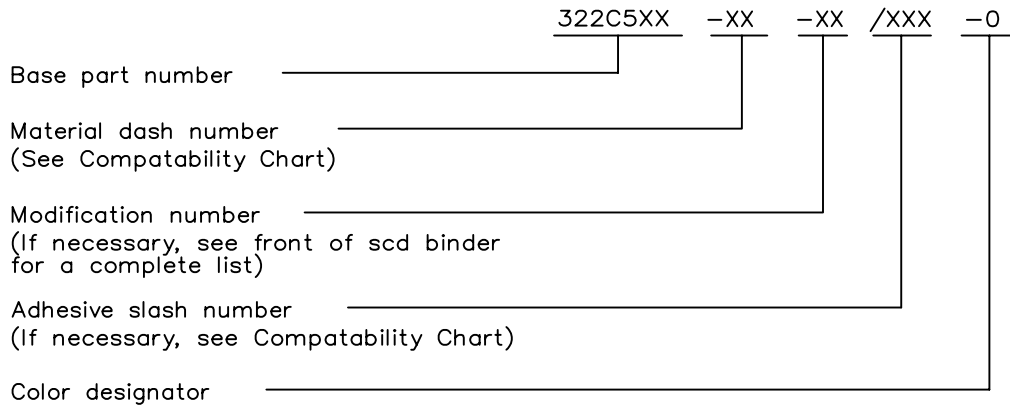 322C5XX -XX -XX /XXX -0
Base part number
Material dash number
(See Compatability Chart)
Modification number
(If necessary, see front of scd binder
for a complete list)
Adhesive slash number
(If necessary, see Compatability Chart)
Color designator